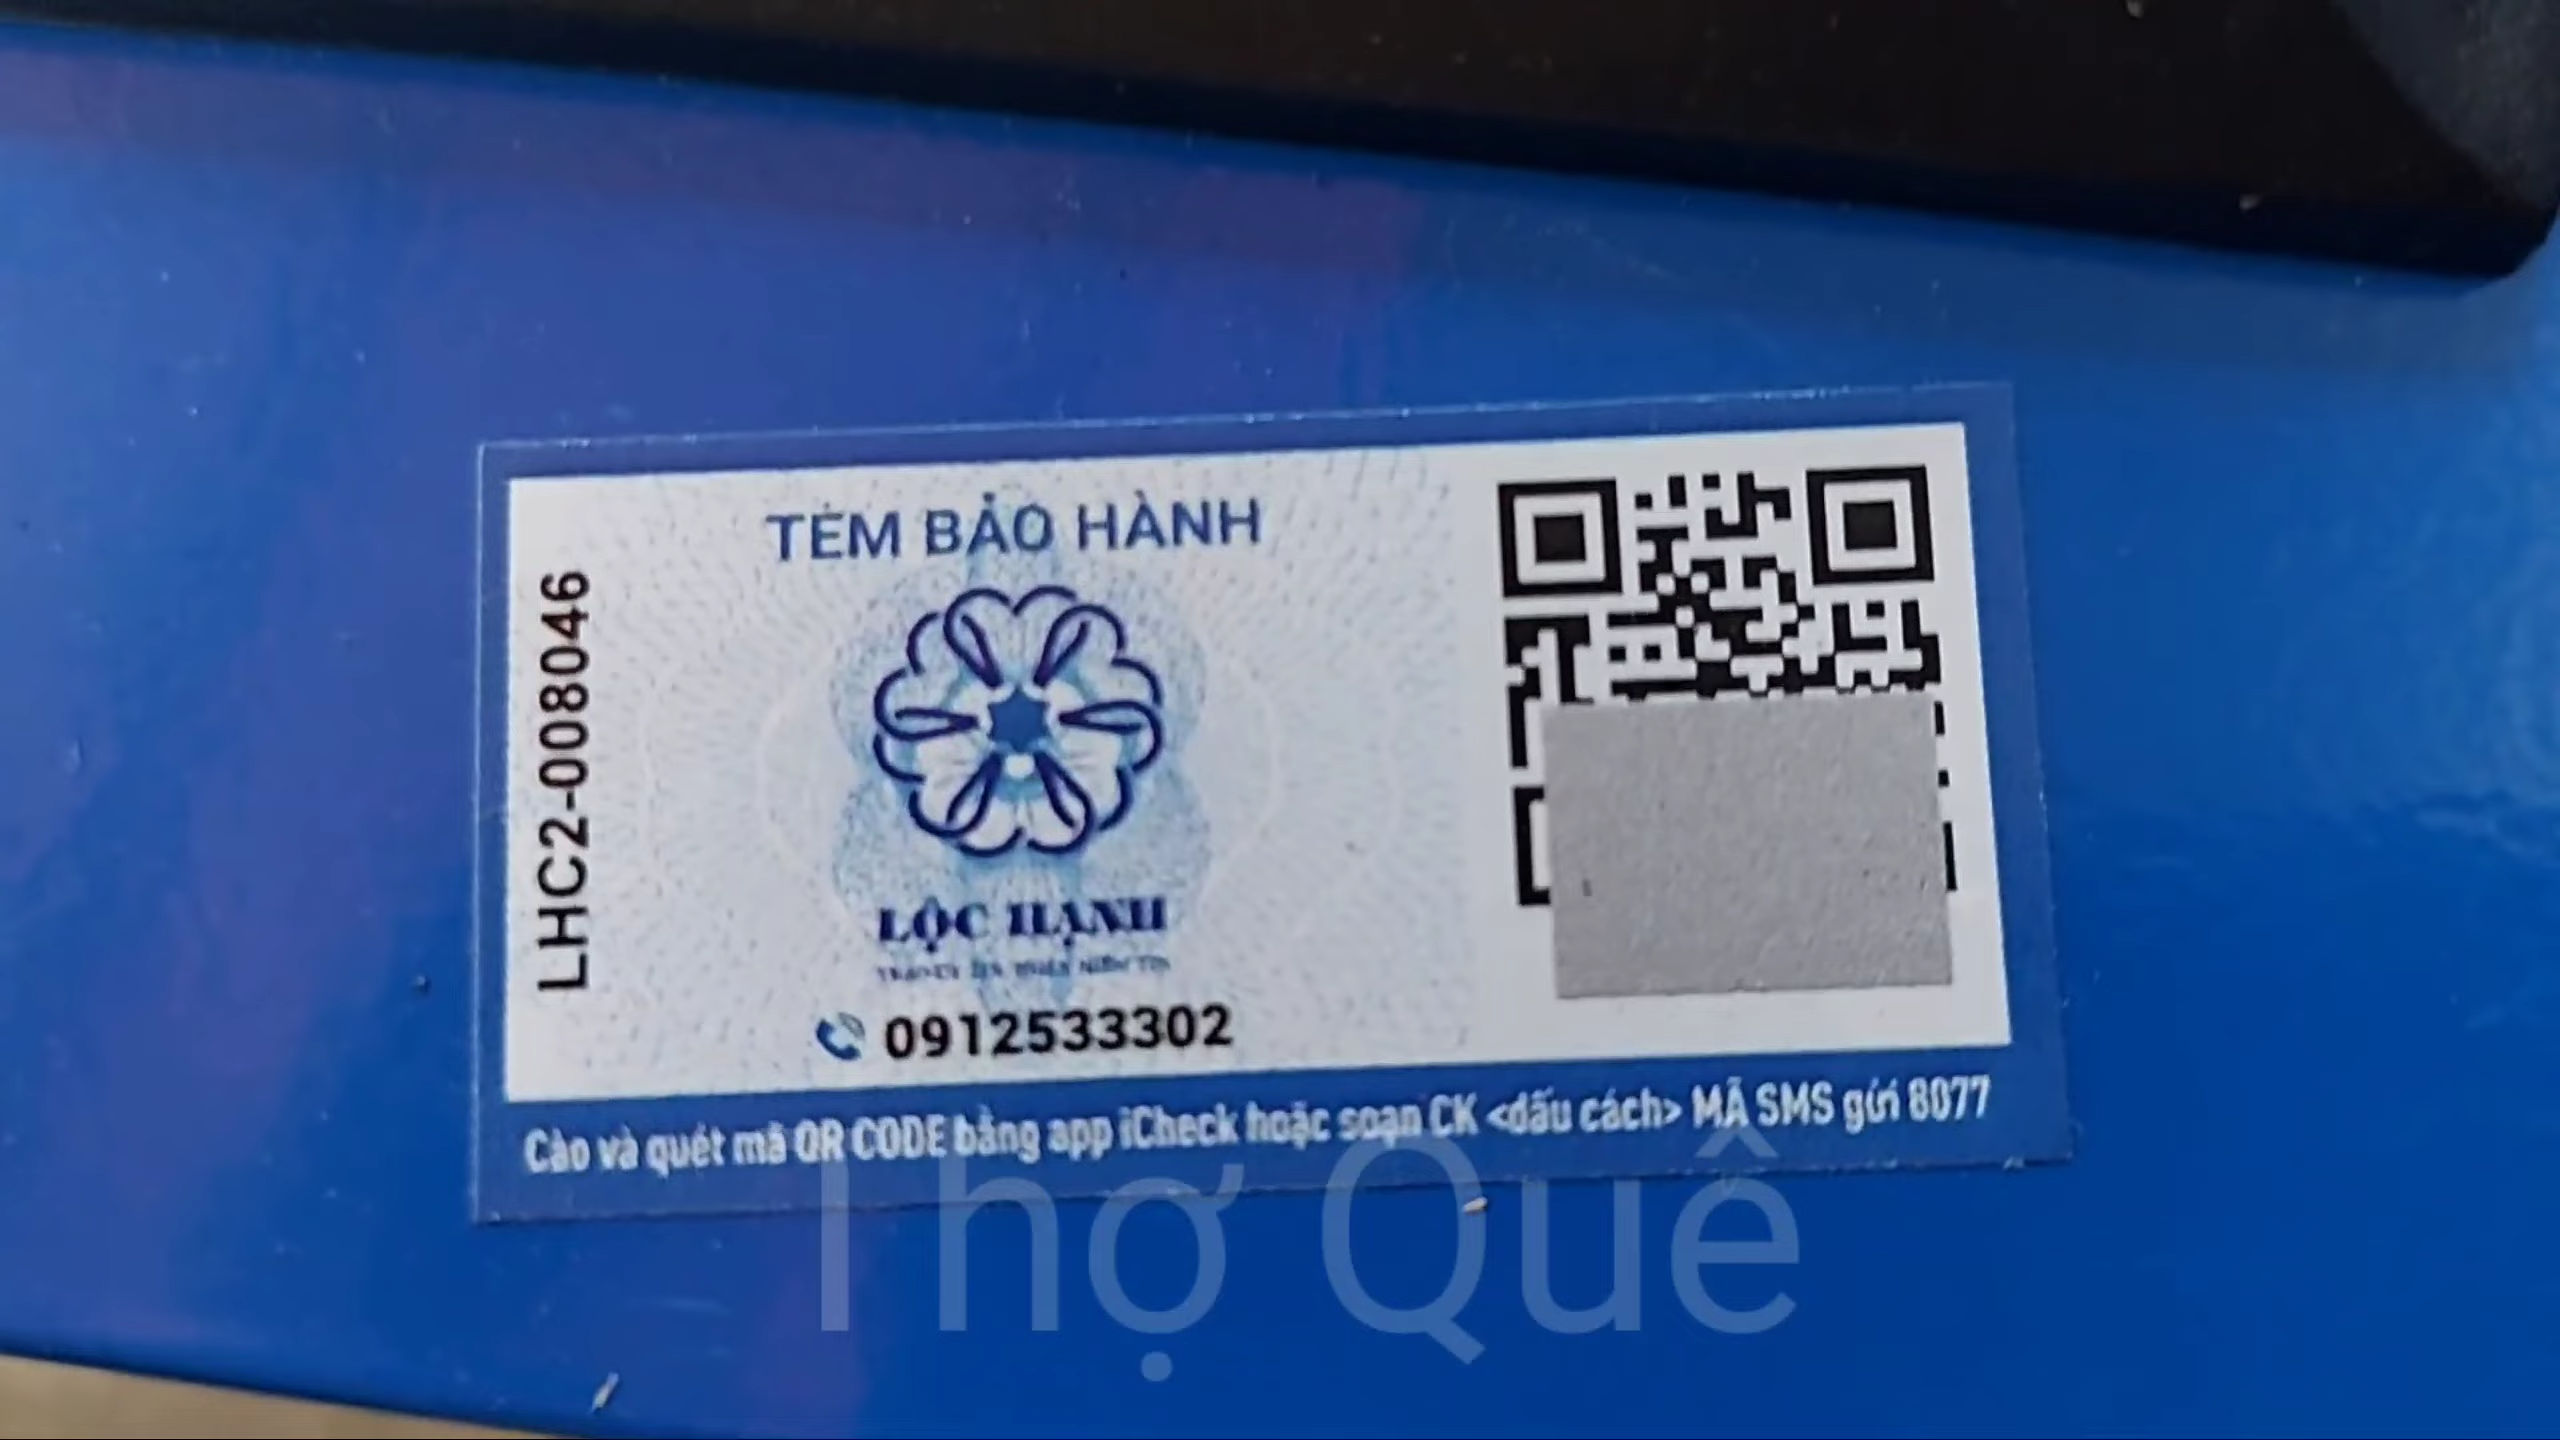 TEM BẢO HÀNH
LHC2-008046
LỘC HẠNH
0912533302
Cào và quét mã QR CODE bằng app iCheck hoặc soạn CK <dấu cách> MÃ SMS gửi 8077
Thợ Quê